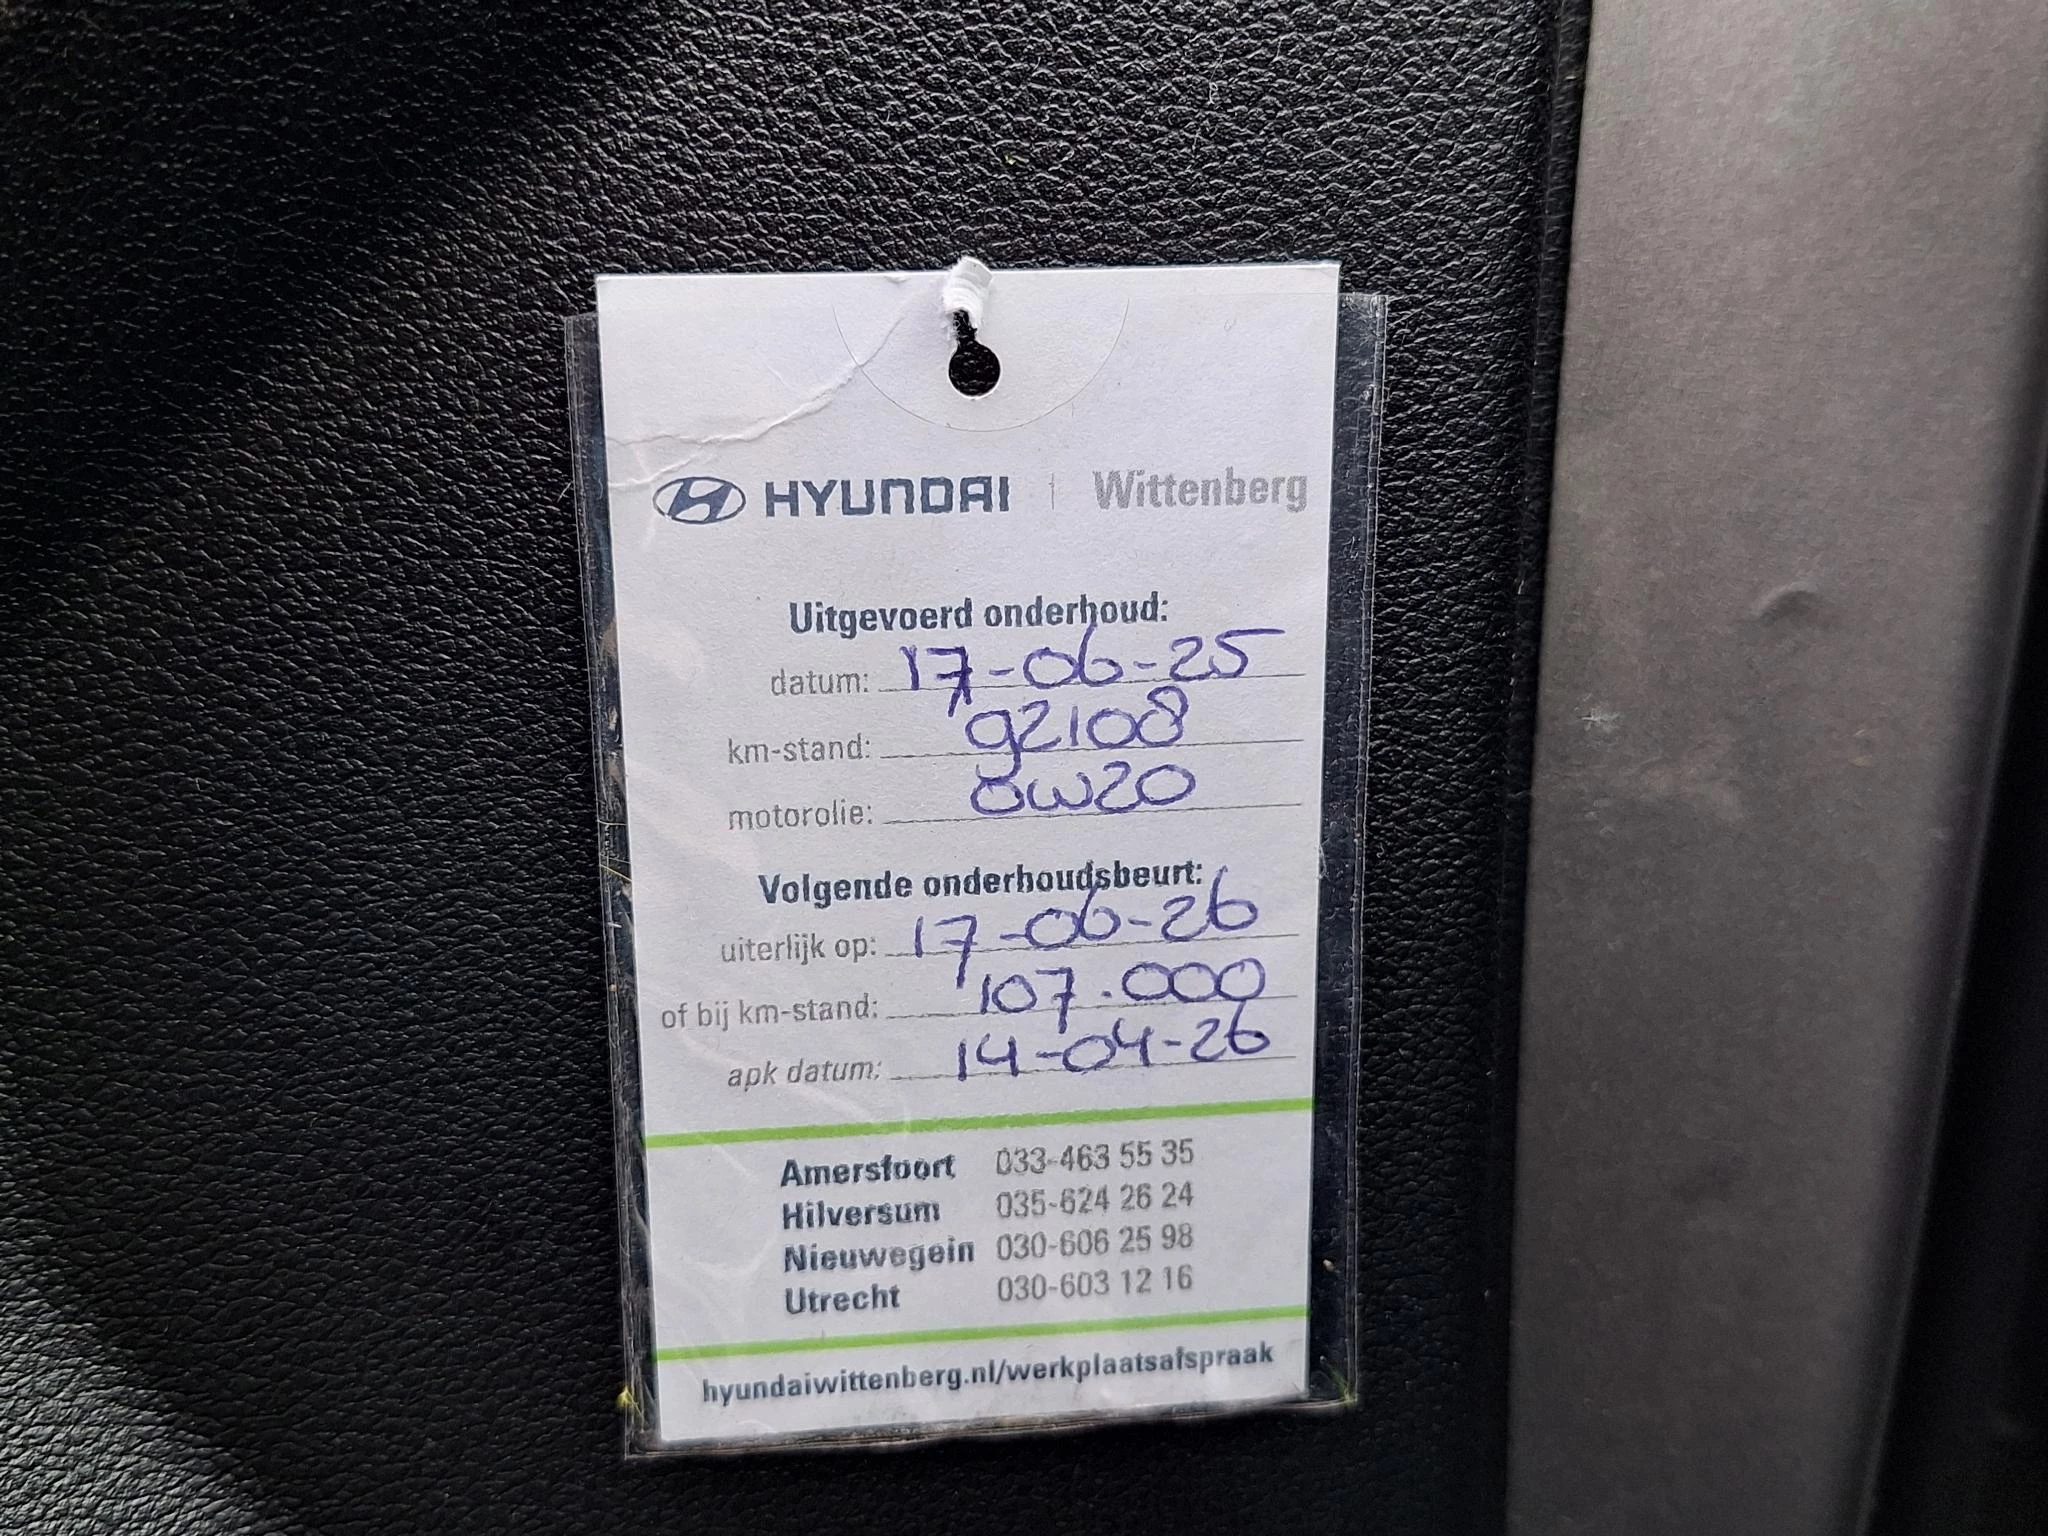 HYUNDAI | Wittenberg
Uitgevoerd onderhoud:
datum: 17-06-25
km-stand: 92108
motorolie: 0W20
Volgende onderhoudsbeurt:
uiterlijk op: 17-06-26
of bij km-stand: 107.000
apk datum: 14-04-26
Amersfoort 033-463 55 35
Hilversum 035-624 26 24
Nieuwegein 030-606 25 98
Utrecht 030-603 12 16
hyundaiwittenberg.nl/werkplaatsafspraak